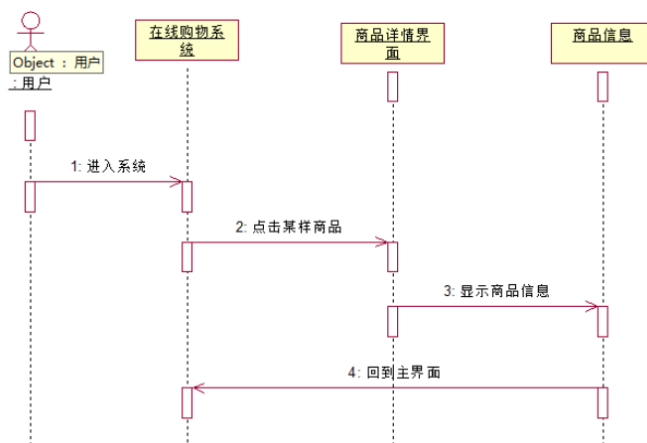 在线购物系
统
商品详情界
面
商品信息
Object : 用户
: 用户
1: 进入系统
2: 点击某样商品
3: 显示商品信息
4: 回到主界面